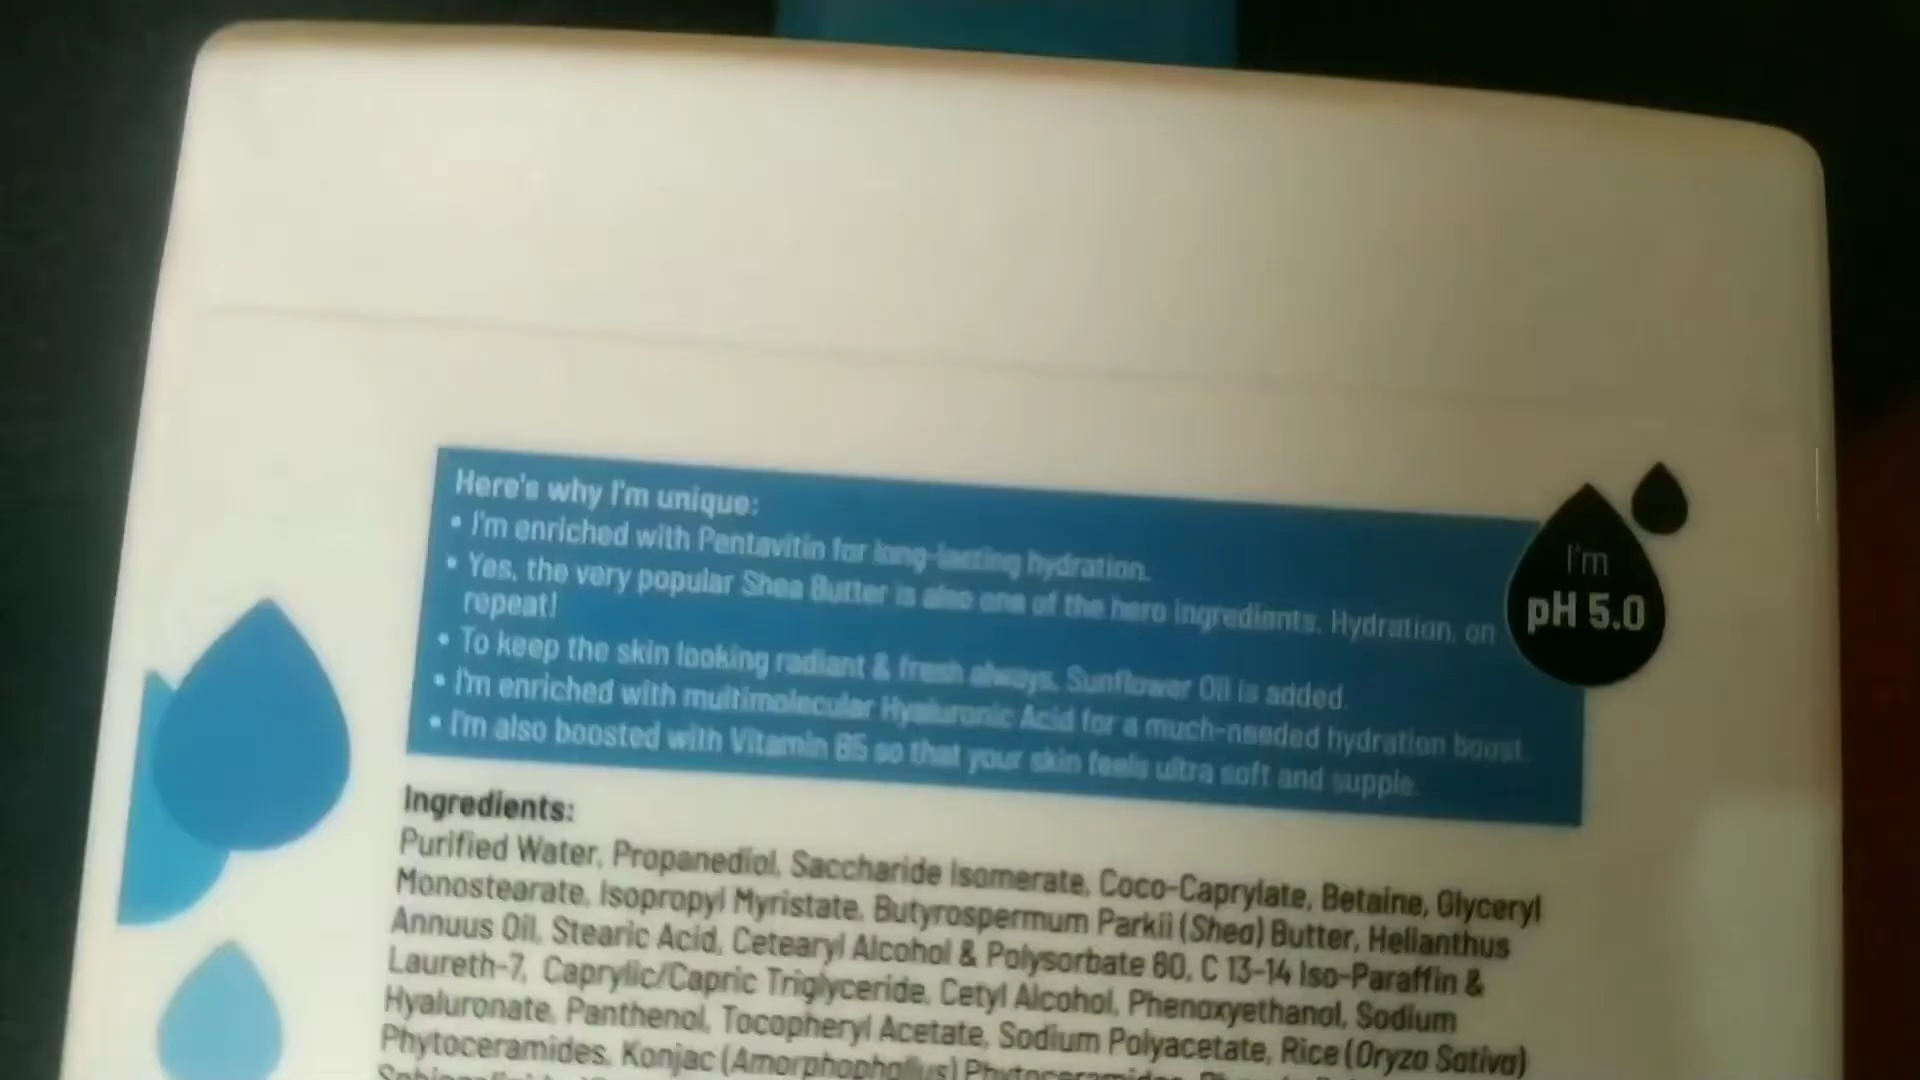 Here's why I'm unique:
• I'm enriched with Pentavitin for long-lasting hydration.
• Yes, the very popular Shea Butter is also one of the hero ingredients. Hydration, on
repeat!
• To keep the skin looking radiant & fresh always, Sunflower Oil is added.
• I'm enriched with multimolecular Hyaluronic Acid for a much-needed hydration boost.
• I'm also boosted with Vitamin B5 so that your skin feels ultra soft and supple.
I'm
pH 5.0
Ingredients:
Purified Water, Propanediol, Saccharide Isomerate, Coco-Caprylate, Betaine, Glyceryl
Monostearate, Isopropyl Myristate, Butyrospermum Parkii (Shea) Butter, Helianthus
Annuus Oil, Stearic Acid, Cetearyl Alcohol & Polysorbate 60, C 13-14 Iso-Paraffin &
Laureth-7, Caprylic/Capric Triglyceride, Cetyl Alcohol, Phenoxyethanol, Sodium
Hyaluronate, Panthenol, Tocopheryl Acetate, Sodium Polyacetate, Rice (Oryza Sativa)
Phytoceramides, Konjac (Amorphophallus) Phytoceramides,